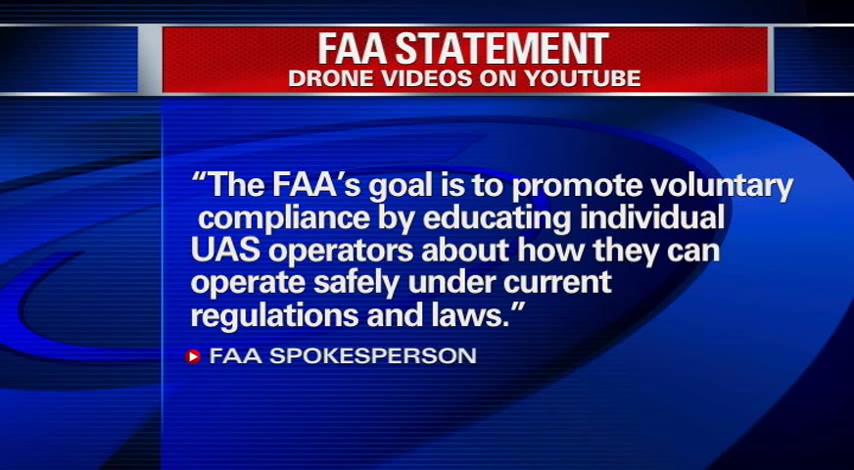 FAA STATEMENT
DRONE VIDEOS ON YOUTUBE
“The FAA’s goal is to promote voluntary
compliance by educating individual
UAS operators about how they can
operate safely under current
regulations and laws.”
FAA SPOKESPERSON